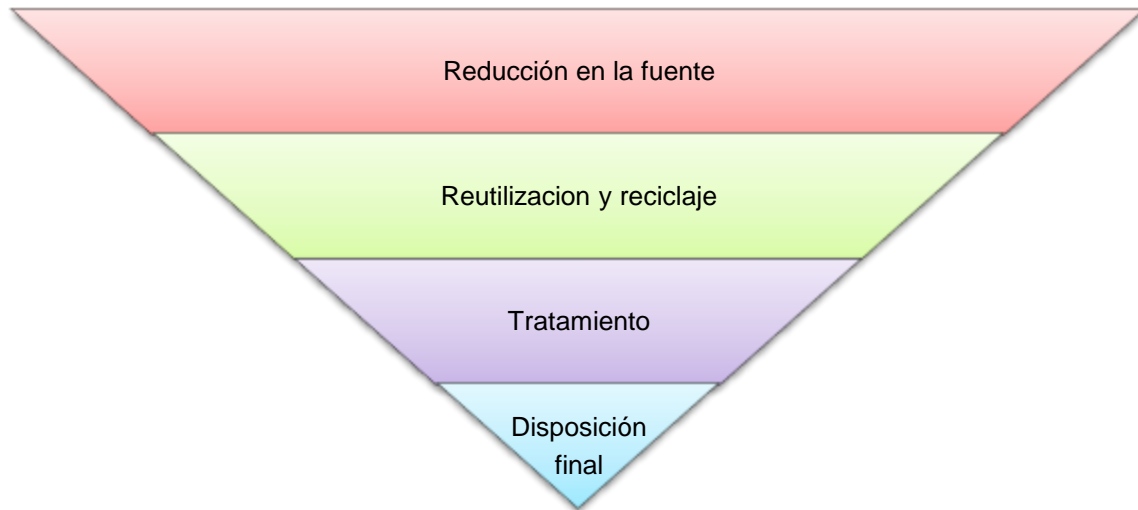 Reducción en la fuente
Reutilizacion y reciclaje
Tratamiento
Disposición
final